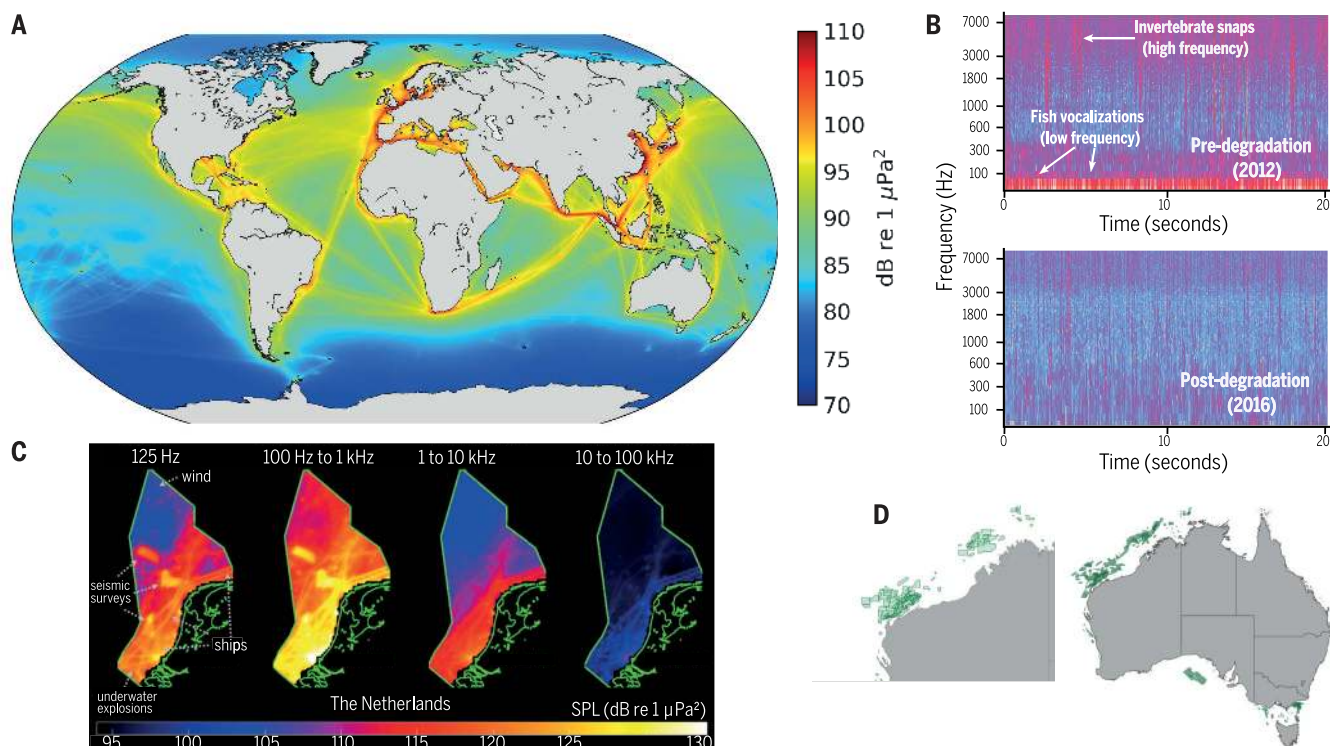 A
110
105
100
95
90
85
80
75
70
dB re 1 µPa²
B
Frequency (Hz)
7000
3000
1800
1000
600
300
100
Invertebrate snaps
(high frequency)
Fish vocalizations
(low frequency)
Pre-degradation
(2012)
0
10
20
Time (seconds)
7000
3000
1800
1000
600
300
100
Post-degradation
(2016)
0
10
20
Time (seconds)
C
125 Hz
100 Hz to 1 kHz
1 to 10 kHz
10 to 100 kHz
wind
seismic
surveys
ships
underwater
explosions
The Netherlands
SPL (dB re 1 µPa²)
95
100
105
110
115
120
125
130
D